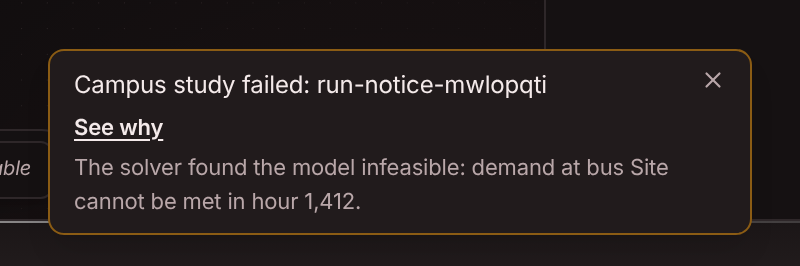 Campus study failed: run-notice-mwlopqti
See why
The solver found the model infeasible: demand at bus Site
cannot be met in hour 1,412.
able